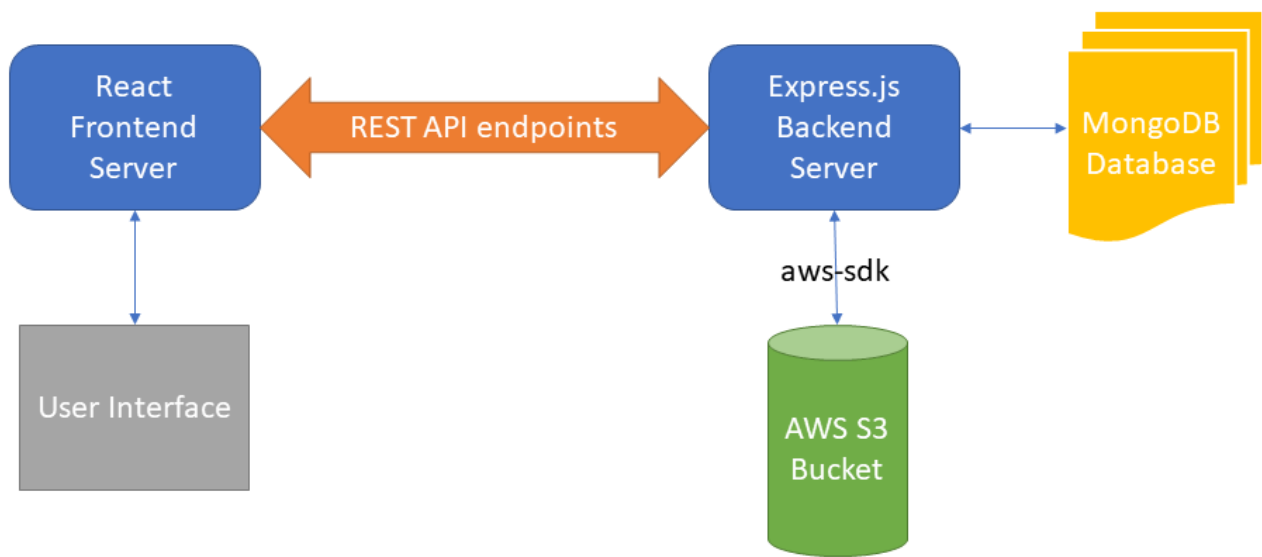 React
Frontend
Server
REST API endpoints
Express.js
Backend
Server
MongoDB
Database
aws-sdk
User Interface
AWS S3
Bucket